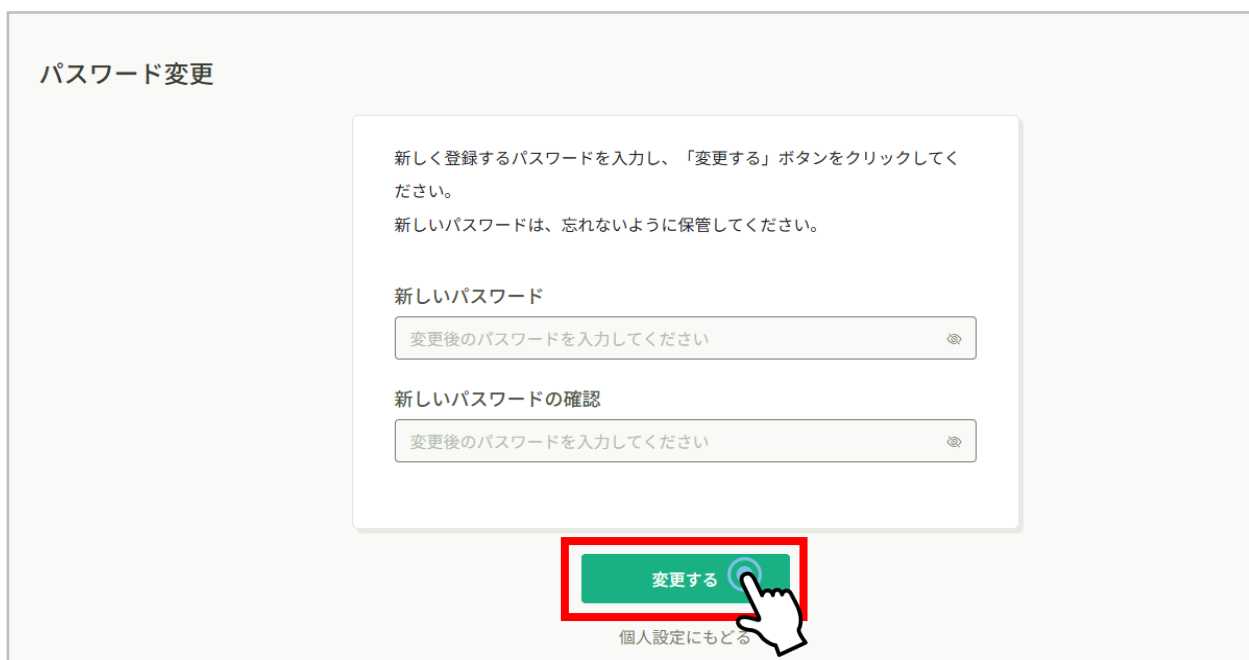 パスワード変更
新しく登録するパスワードを入力し、「変更する」ボタンをクリックしてく
ださい。
新しいパスワードは、忘れないように保管してください。
新しいパスワード
変更後のパスワードを入力してください
新しいパスワードの確認
変更後のパスワードを入力してください
変更する
個人設定にもどる